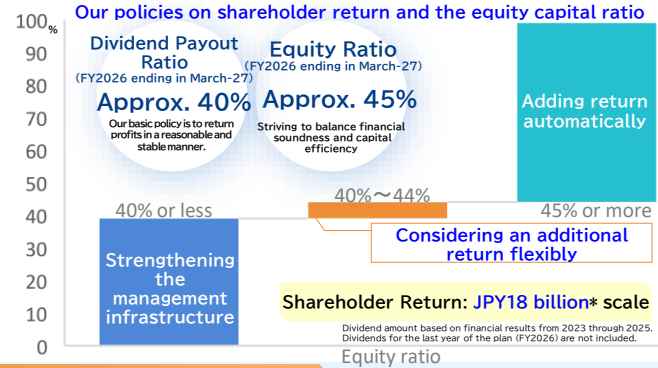 Our policies on shareholder return and the equity capital ratio
100
%
90
80
70
60
50
40
30
20
10
0
Dividend Payout
Ratio
(FY2026 ending in March-27)
Approx. 40%
Our basic policy is to return
profits in a reasonable and
stable manner.
Equity Ratio
(FY2026 ending in March-27)
Approx. 45%
Striving to balance financial
soundness and capital
efficiency
Adding return
automatically
40% or less
40%～44%
45% or more
Strengthening
the
management
infrastructure
Considering an additional
return flexibly
Shareholder Return: JPY18 billion* scale
Dividend amount based on financial results from 2023 through 2025.
Dividends for the last year of the plan (FY2026) are not included.
Equity ratio